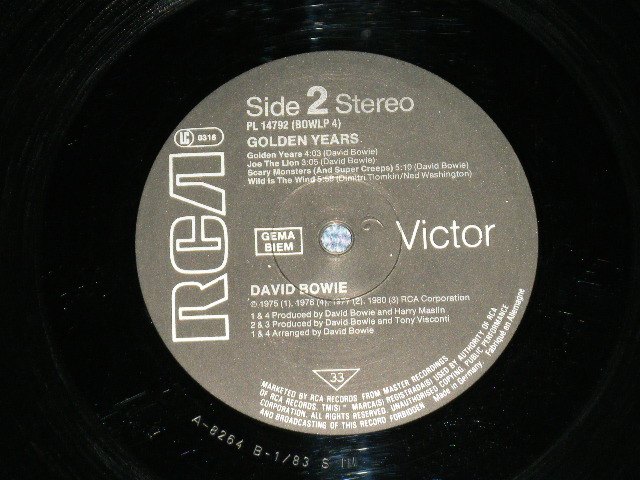 Side 2 Stereo
PL 14792 (BOWLP 4)
GOLDEN YEARS
LC 0316
Golden Years 4:03 (David Bowie)
Joe The Lion 3:05 (David Bowie)
Scary Monsters (And Super Creeps) 5:10 (David Bowie)
Wild Is The Wind 5:58 (Dimitri Tiomkin/Ned Washington)
RCA
GEMA
BIEM
Victor
DAVID BOWIE
© 1975 (1), 1976 (4), 1977 (2), 1980 (3) RCA Corporation
1 & 4 Produced by David Bowie and Harry Maslin
2 & 3 Produced by David Bowie and Tony Visconti
1 & 4 Arranged by David Bowie
33
MARKETED BY RCA RECORDS FROM MASTER RECORDINGS
OF RCA RECORDS. TM(S) ® MARCA(S) REGISTRADA(S) USED BY AUTHORITY OF RCA
CORPORATION. ALL RIGHTS RESERVED. UNAUTHORISED COPYING PUBLIC PERFORMANCE
AND BROADCASTING OF THIS RECORD FORBIDDEN
Made in Germany. Fabriqué en Allemagne
A-8264 B-1/83 S